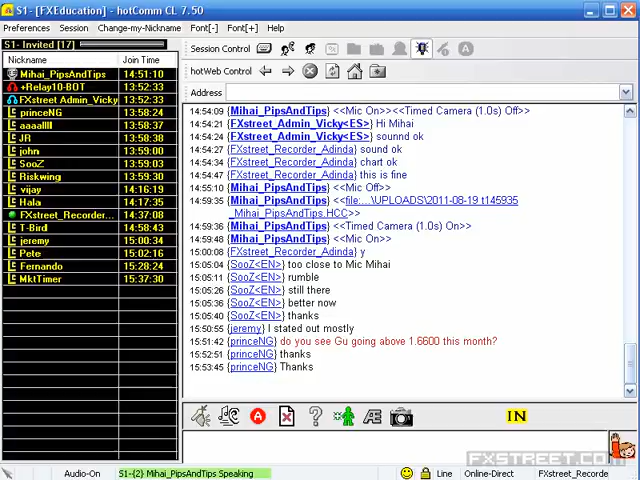 S1- [FXEducation] - hotComm CL 7.50
Preferences Session Change-my-Nickname Font[-] Font[+] Help
S1- Invited [17]
Nickname Join Time
Mihai_PipsAndTips 14:51:10
+Relay10-BOT 13:52:33
FXstreet Admin_Vicky 13:52:33
princeNG 13:58:24
aaaallll 13:58:37
JR 13:58:38
john 13:59:00
SooZ 13:59:03
Riskwing 13:59:30
vijay 14:16:19
Hala 14:17:35
FXstreet_Recorder... 14:37:08
T-Bird 14:58:43
jeremy 15:00:34
Pete 15:02:16
Fernando 15:28:24
MktTimer 15:37:30
Session Control
hotWeb Control
Address
14:54:09 {Mihai_PipsAndTips} <<Mic On>><<Timed Camera (1.0s) Off>>
14:54:21 {FXstreet_Admin_Vicky<ES>} Hi Mihai
14:54:24 {FXstreet_Admin_Vicky<ES>} sounnd ok
14:54:27 {FXstreet_Recorder_Adinda} sound ok
14:54:34 {FXstreet_Recorder_Adinda} chart ok
14:54:47 {FXstreet_Recorder_Adinda} this is fine
14:55:10 {Mihai_PipsAndTips} <<Mic Off>>
14:59:35 {Mihai_PipsAndTips} <<file:...\UPLOADS\2011-08-19 t145935
_Mihai_PipsAndTips.HCC>>
14:59:36 {Mihai_PipsAndTips} <<Timed Camera (1.0s) On>>
14:59:48 {Mihai_PipsAndTips} <<Mic On>>
15:00:08 {FXstreet_Recorder_Adinda} y
15:05:04 {SooZ<EN>} too close to Mic Mihai
15:05:11 {SooZ<EN>} rumble
15:05:26 {SooZ<EN>} still there
15:05:36 {SooZ<EN>} better now
15:05:36 {SooZ<EN>} thanks
15:50:55 {jeremy} I stated out mostly
15:51:42 {princeNG} do you see Gu going above 1.6600 this month?
15:52:51 {princeNG} thanks
15:53:45 {princeNG} Thanks
IN
FXSTREET.COM
Audio-On S1-{2} Mihai_PipsAndTips Speaking Line Online-Direct FXstreet_Recorde